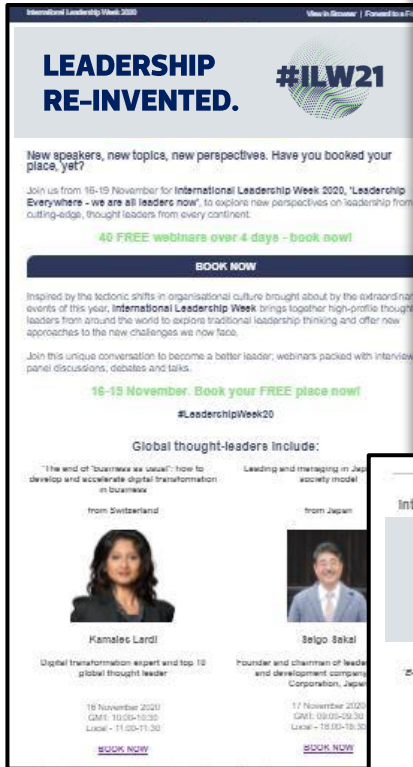 International Leadership Week 2020
View in Browser | Forward to a
LEADERSHIP
RE-INVENTED.
#ILW21
New speakers, new topics, new perspectives. Have you booked your
place, yet?
Join us from 16-19 November for International Leadership Week 2020, 'Leadership
Everywhere - we are all leaders now', to explore new perspectives on leadership from
cutting-edge, thought leaders from every continent.
40 FREE webinars over 4 days - book now!
BOOK NOW
Inspired by the tectonic shifts in organisational culture brought about by the
events of this year, International Leadership Week brings together high-profile thought
leaders from around the world to explore traditional leadership thinking and offer new
approaches to the new challenges we now face.
Join this unique conversation to become a better leader; webinars packed with
panel discussions, debates and talks.
16-19 November. Book your FREE place now!
#LeadershipWeek20
Global thought-leaders include:
"The end of "business as usual": how to
develop and accelerate digital transformation
in business
from Switzerland
Kamales Lardi
Digital transformation expert and top 10
global thought leader
16 November 2020
GMT: 10:00-10:30
Local - 11:00-11:30
BOOK NOW
Leading and managing in
society model
from Japan
Seigo Sakai
Founder and chairman of
and development
Corporation,
17 November 2020
GMT: 09:00-09:30
Local - 18:00-18:30
BOOK NOW